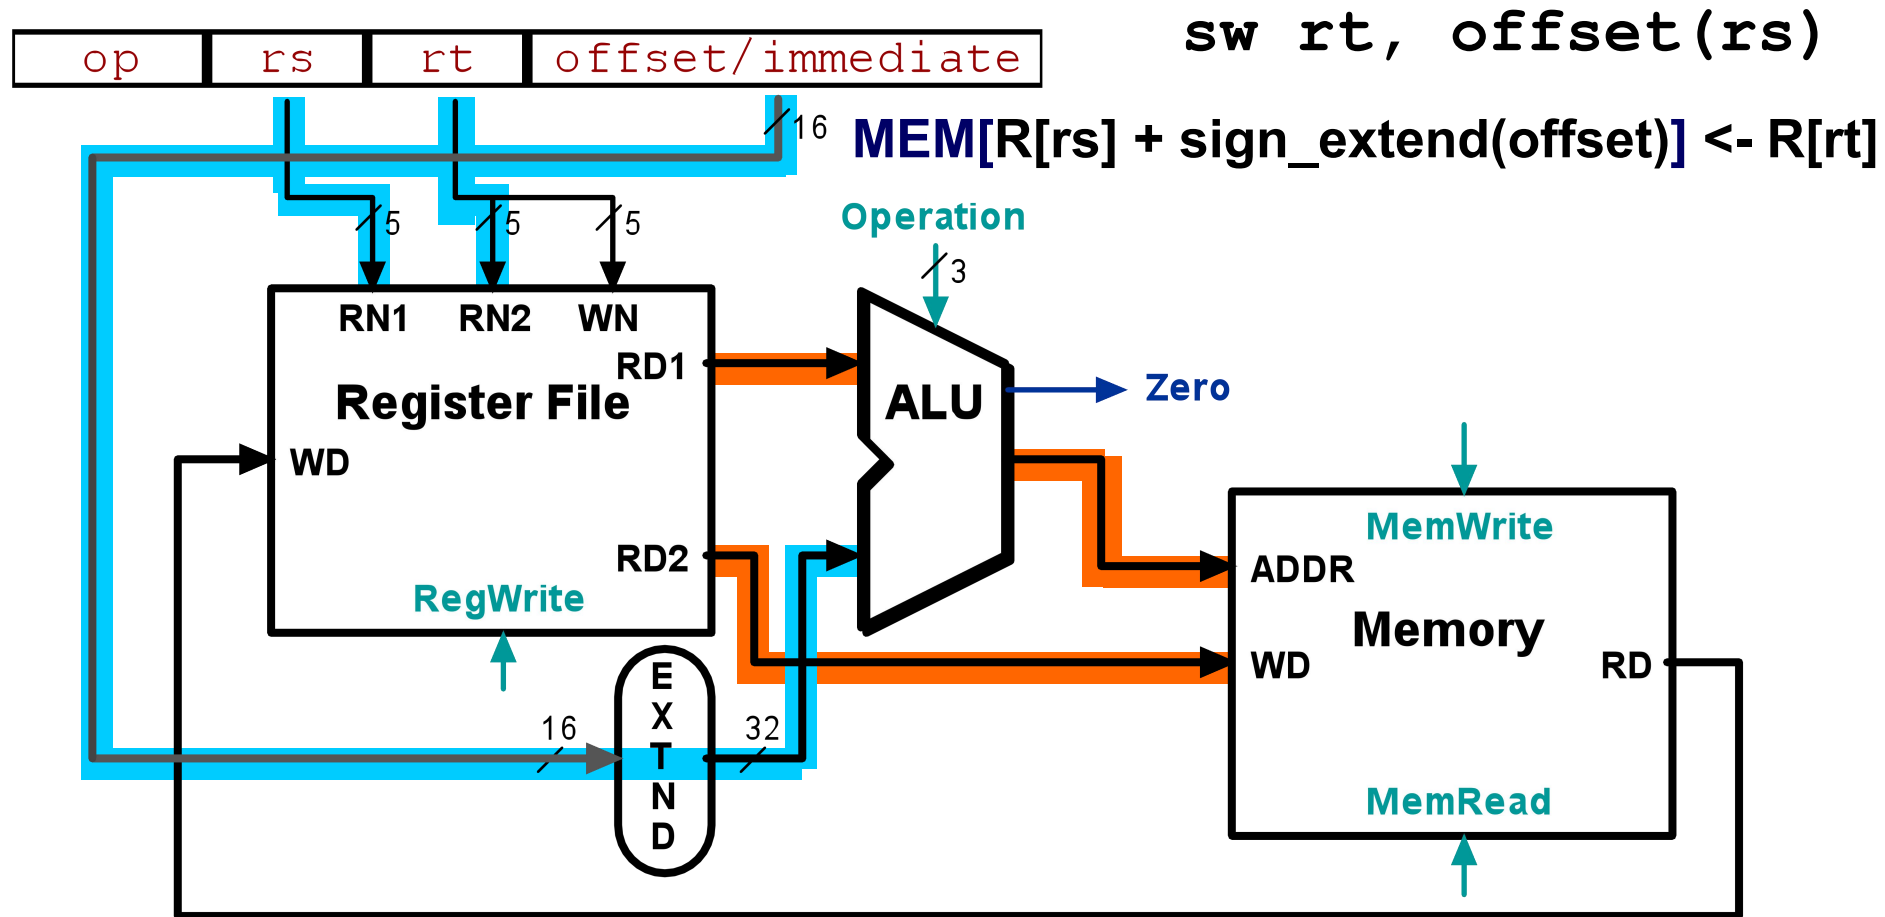 sw rt, offset(rs)
op rs rt offset/immediate
16 MEM[R[rs] + sign_extend(offset)] <- R[rt]
5 5 5 Operation
3
RN1 RN2 WN
RD1
Register File ALU Zero
WD
MemWrite
RD2 ADDR
RegWrite
Memory
WD RD
E
X
16 32
T
N
MemRead
D